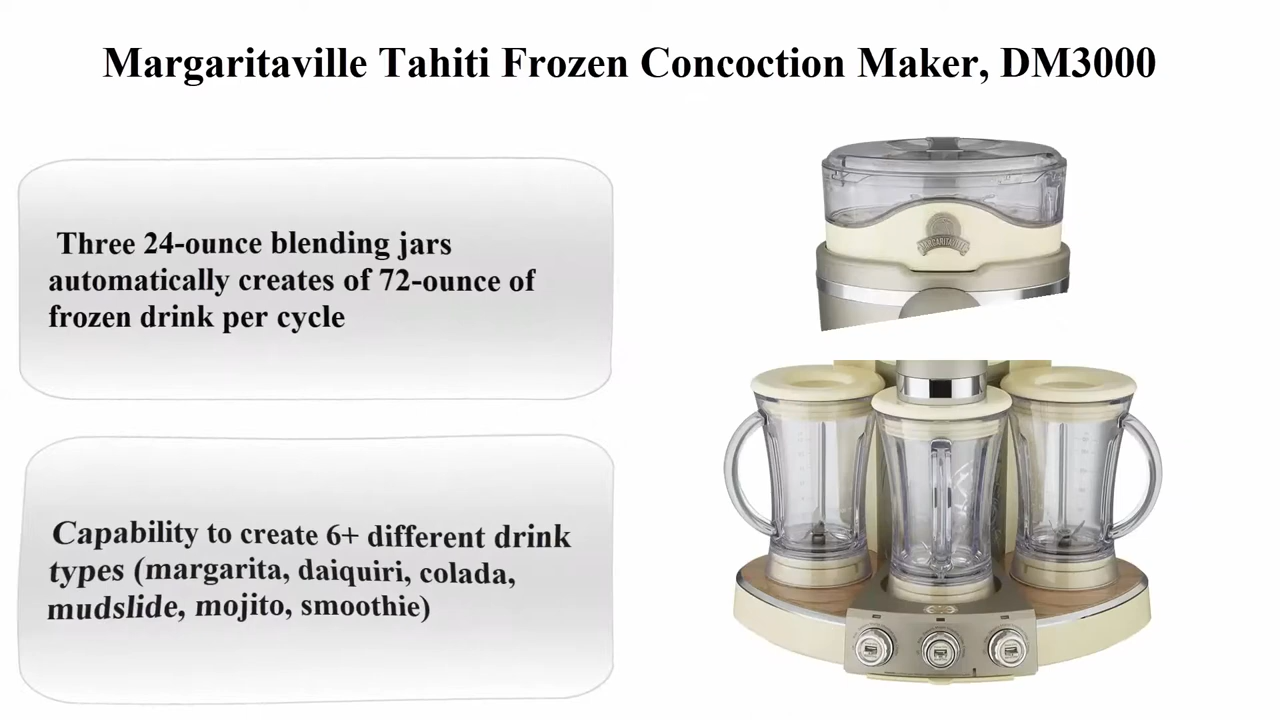 Margaritaville Tahiti Frozen Concoction Maker, DM3000
Three 24-ounce blending jars
automatically creates of 72-ounce of
frozen drink per cycle
MARGARITAVILLE
Capability to create 6+ different drink
types (margarita, daiquiri, colada,
mudslide, mojito, smoothie)